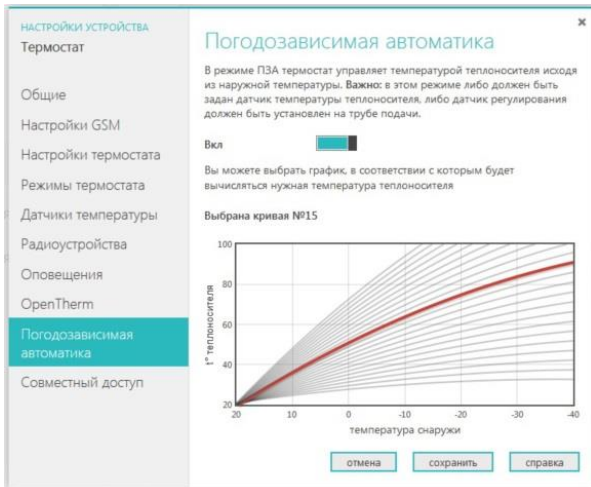 НАСТРОЙКИ УСТРОЙСТВА
Термостат
Общие
Настройки GSM
Настройки термостата
Режимы термостата
Датчики температуры
Радиоустройства
Оповещения
OpenTherm
Погодозависимая
автоматика
Совместный доступ
×
Погодозависимая автоматика
В режиме ПЗА термостат управляет температурой теплоносителя исходя
из наружной температуры. Важно: в этом режиме либо должен быть
задан датчик температуры теплоносителя, либо датчик регулирования
должен быть установлен на трубе подачи.
Вкл
Вы можете выбрать график, в соответствии с которым будет
вычисляться нужная температура теплоносителя
Выбрана кривая №15
t° теплоносителя
100
80
60
40
20
20 10 0 -10 -20 -30 -40
температура снаружи
отмена сохранить справка